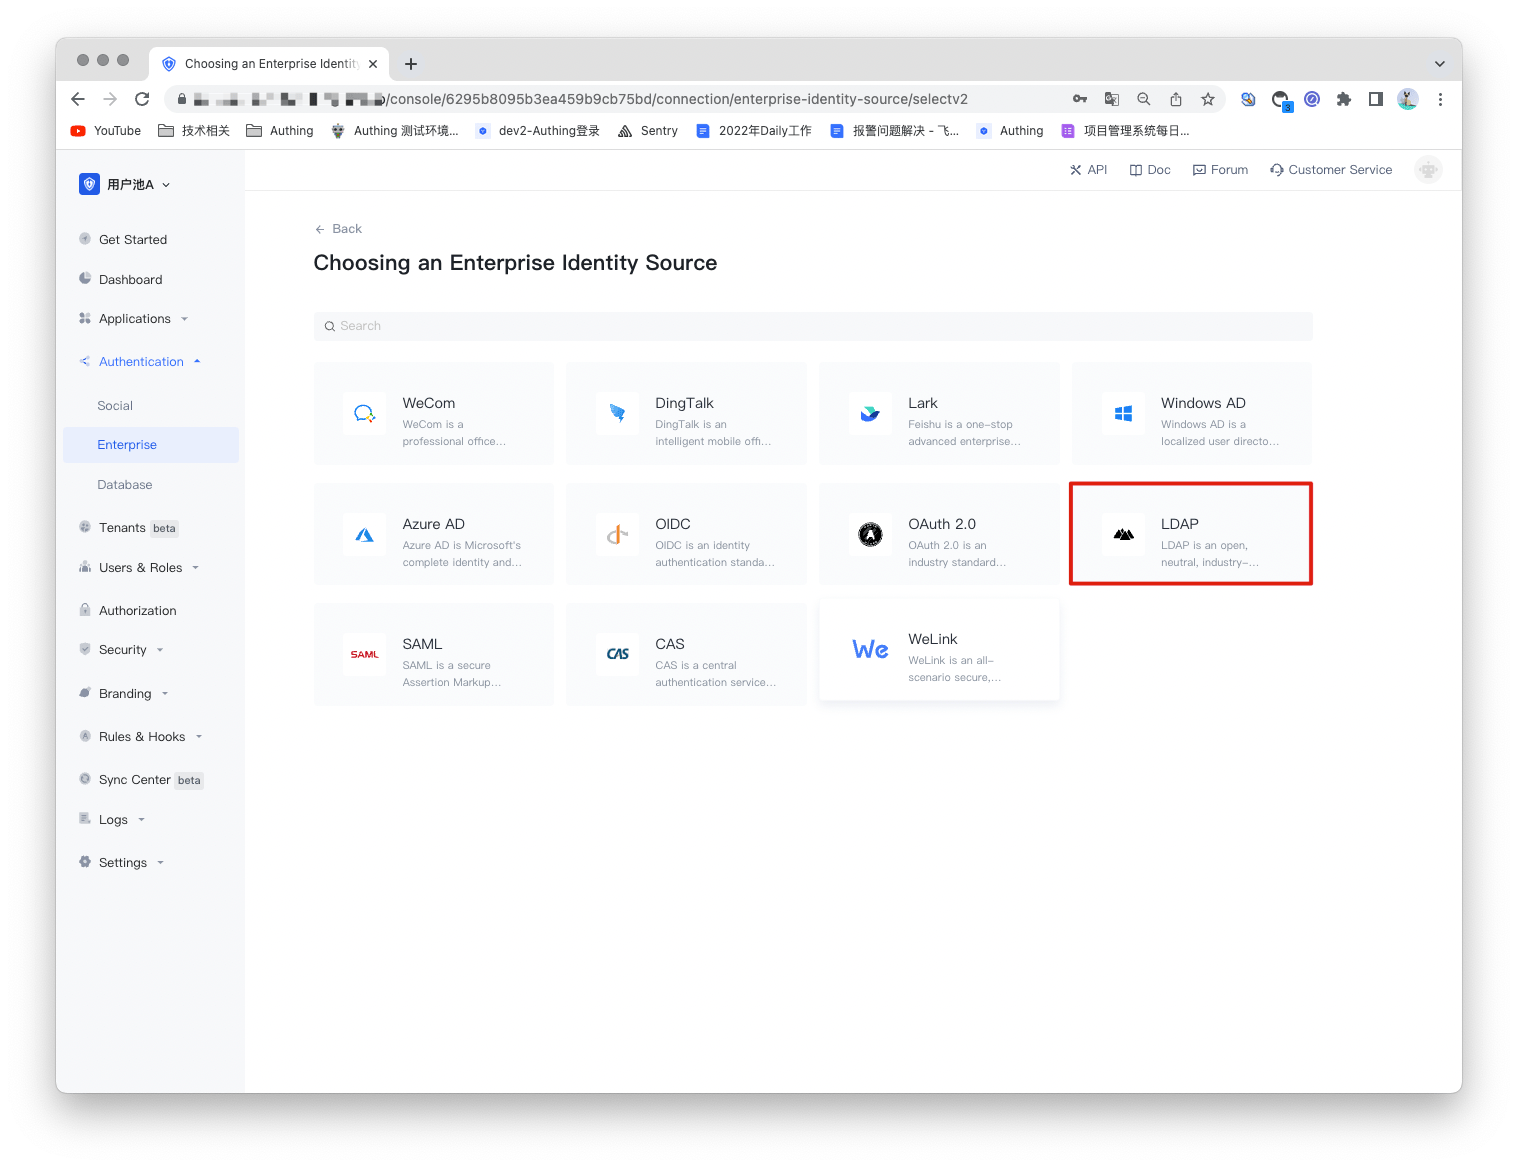 Choosing an Enterprise Identity
/console/6295b8095b3ea459b9cb75bd/connection/enterprise-identity-source/selectv2
3
YouTube
技术相关
Authing
Authing 测试环境...
dev2-Authing登录
Sentry
2022年Daily工作
报警问题解决 - 飞...
Authing
项目管理系统每日...
用户池A
API
Doc
Forum
Customer Service
Get Started
Dashboard
Applications
Authentication
Social
Enterprise
Database
Tenants beta
Users & Roles
Authorization
Security
Branding
Rules & Hooks
Sync Center beta
Logs
Settings
Back
Choosing an Enterprise Identity Source
Search
WeCom
WeCom is a
professional office...
DingTalk
DingTalk is an
intelligent mobile offi...
Lark
Feishu is a one-stop
advanced enterprise...
Windows AD
Windows AD is a
localized user directo...
Azure AD
Azure AD is Microsoft's
complete identity and...
OIDC
OIDC is an identity
authentication standa...
OAuth 2.0
OAuth 2.0 is an
industry standard...
LDAP
LDAP is an open,
neutral, industry-...
SAML
SAML
SAML is a secure
Assertion Markup...
CAS
CAS
CAS is a central
authentication service...
We
WeLink
WeLink is an all-
scenario secure,...